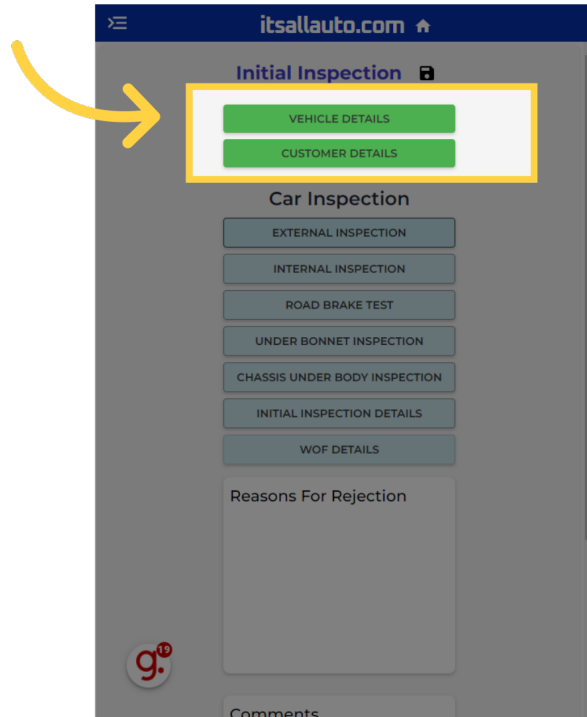 itsallauto.com
Initial Inspection
VEHICLE DETAILS
CUSTOMER DETAILS
Car Inspection
EXTERNAL INSPECTION
INTERNAL INSPECTION
ROAD BRAKE TEST
UNDER BONNET INSPECTION
CHASSIS UNDER BODY INSPECTION
INITIAL INSPECTION DETAILS
WOF DETAILS
Reasons For Rejection
g. 19
Comments